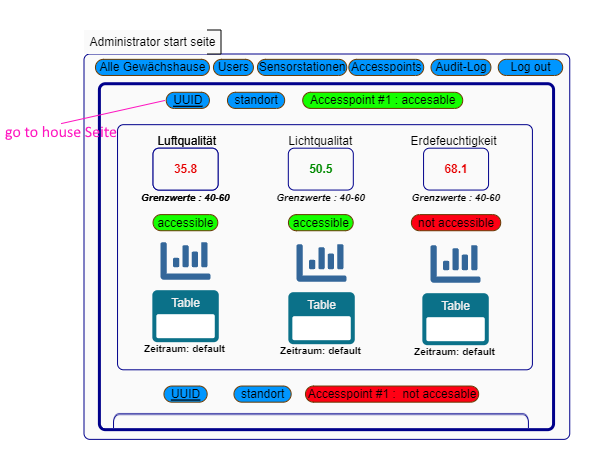 Administrator start seite
Alle Gewächshause Users Sensorstationen Accesspoints Audit-Log Log out
UUID standort Accesspoint #1 : accesable
go to house Seite
Luftqualität Lichtqualitat Erdefeuchtigkeit
35.8 50.5 68.1
Grenzwerte : 40-60 Grenzwerte : 40-60 Grenzwerte : 40-60
accessible accessible not accessible
Table Table Table
Zeitraum: default Zeitraum: default Zeitraum: default
UUID standort Accesspoint #1 : not accesable